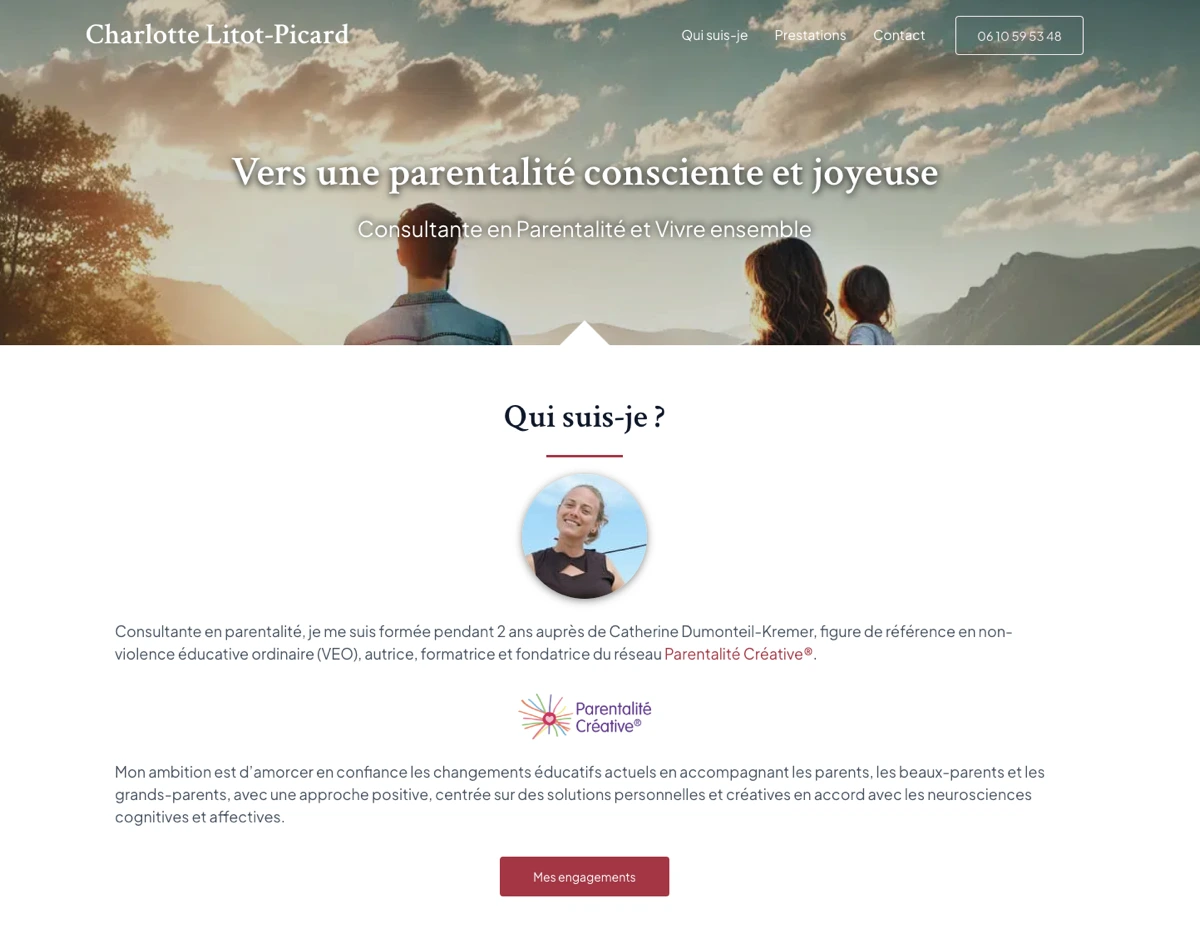 Charlotte Litot-Picard
Qui suis-je
Prestations
Contact
06 10 59 53 48
Vers une parentalité consciente et joyeuse
Consultante en Parentalité et Vivre ensemble
Qui suis-je ?
Consultante en parentalité, je me suis formée pendant 2 ans auprès de Catherine Dumonteil-Kremer, figure de référence en non-
violence éducative ordinaire (VEO), autrice, formatrice et fondatrice du réseau Parentalité Créative®.
Parentalité
Créative®
Mon ambition est d’amorcer en confiance les changements éducatifs actuels en accompagnant les parents, les beaux-parents et les
grands-parents, avec une approche positive, centrée sur des solutions personnelles et créatives en accord avec les neurosciences
cognitives et affectives.
Mes engagements